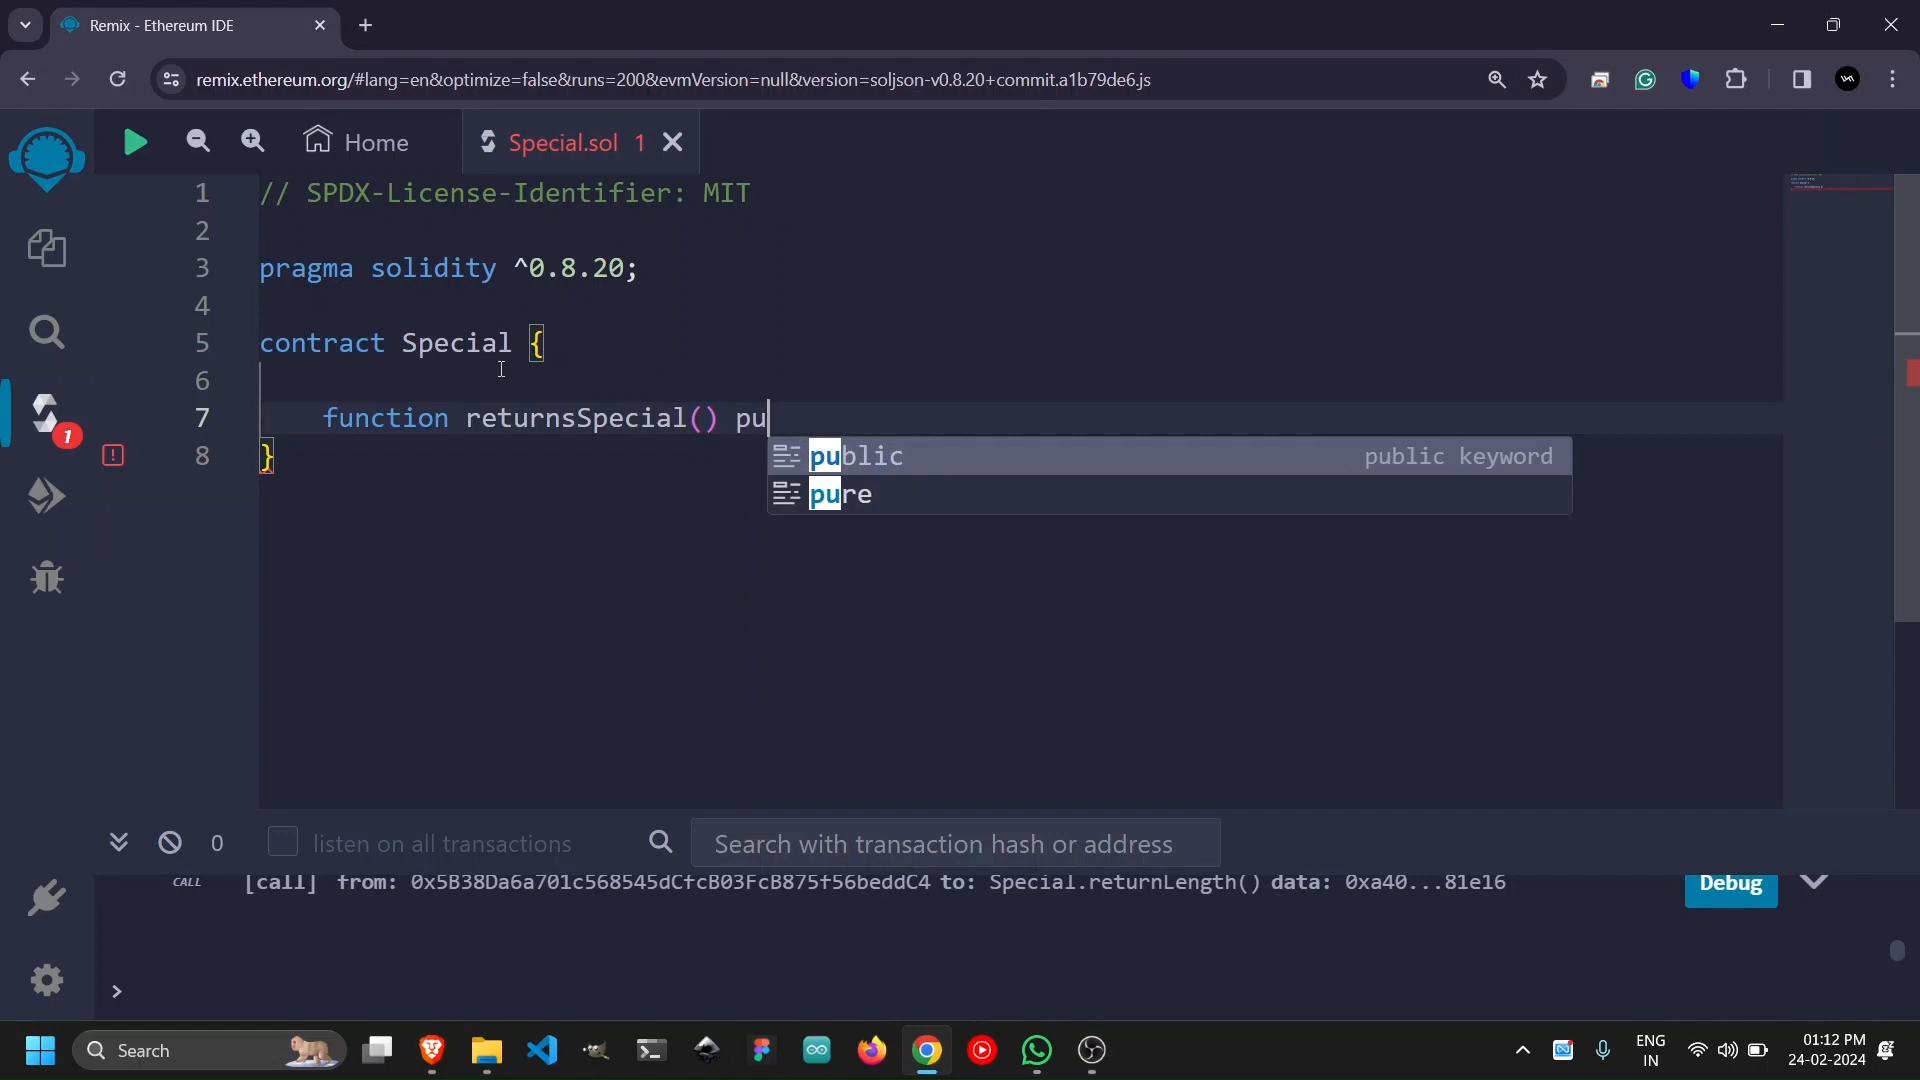 Remix - Ethereum IDE
remix.ethereum.org/#lang=en&optimize=false&runs=200&evmVersion=null&version=soljson-v0.8.20+commit.a1b79de6.js
Home
Special.sol 1
1 // SPDX-License-Identifier: MIT
2
3 pragma solidity ^0.8.20;
4
5 contract Special {
6
7 function returnsSpecial() pu
8 }
public public keyword
pure
1
0 listen on all transactions Search with transaction hash or address
CALL [call] from: 0x5B38Da6a701c568545dCfcB03FcB875f56beddC4 to: Special.returnLength() data: 0xa40...81e16 Debug
>
Search
ENG
IN
01:12 PM
24-02-2024